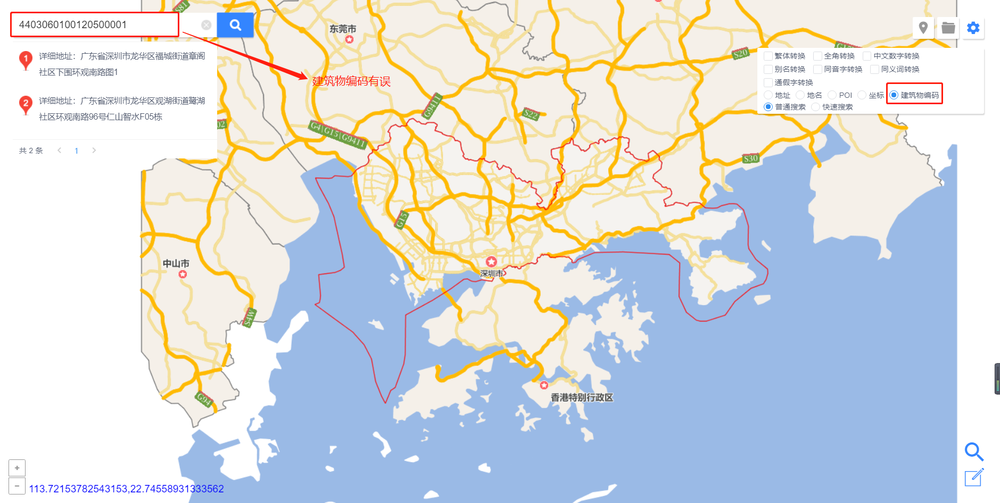 S81
4403060100120500001
东莞市
1
详细地址：广东省深圳市龙华区福城街道章阁
社区下围环观南路图1
建筑物编码有误
2
详细地址：广东省深圳市龙华区观湖街道鹭湖
社区环观南路96号仁山智水F05栋
共 2 条
1
繁体转换
全角转换
中文数字转换
别名转换
同音字转换
同义词转换
通假字转换
地址
地名
POI
坐标
建筑物编码
普通搜索
快速搜索
S20
G9411
S22
G4|G15|G9411
S30
G15
中山市
深圳市
S4W
G94
香港特别行政区
+
−
113.72153782543153,22.74558931333562